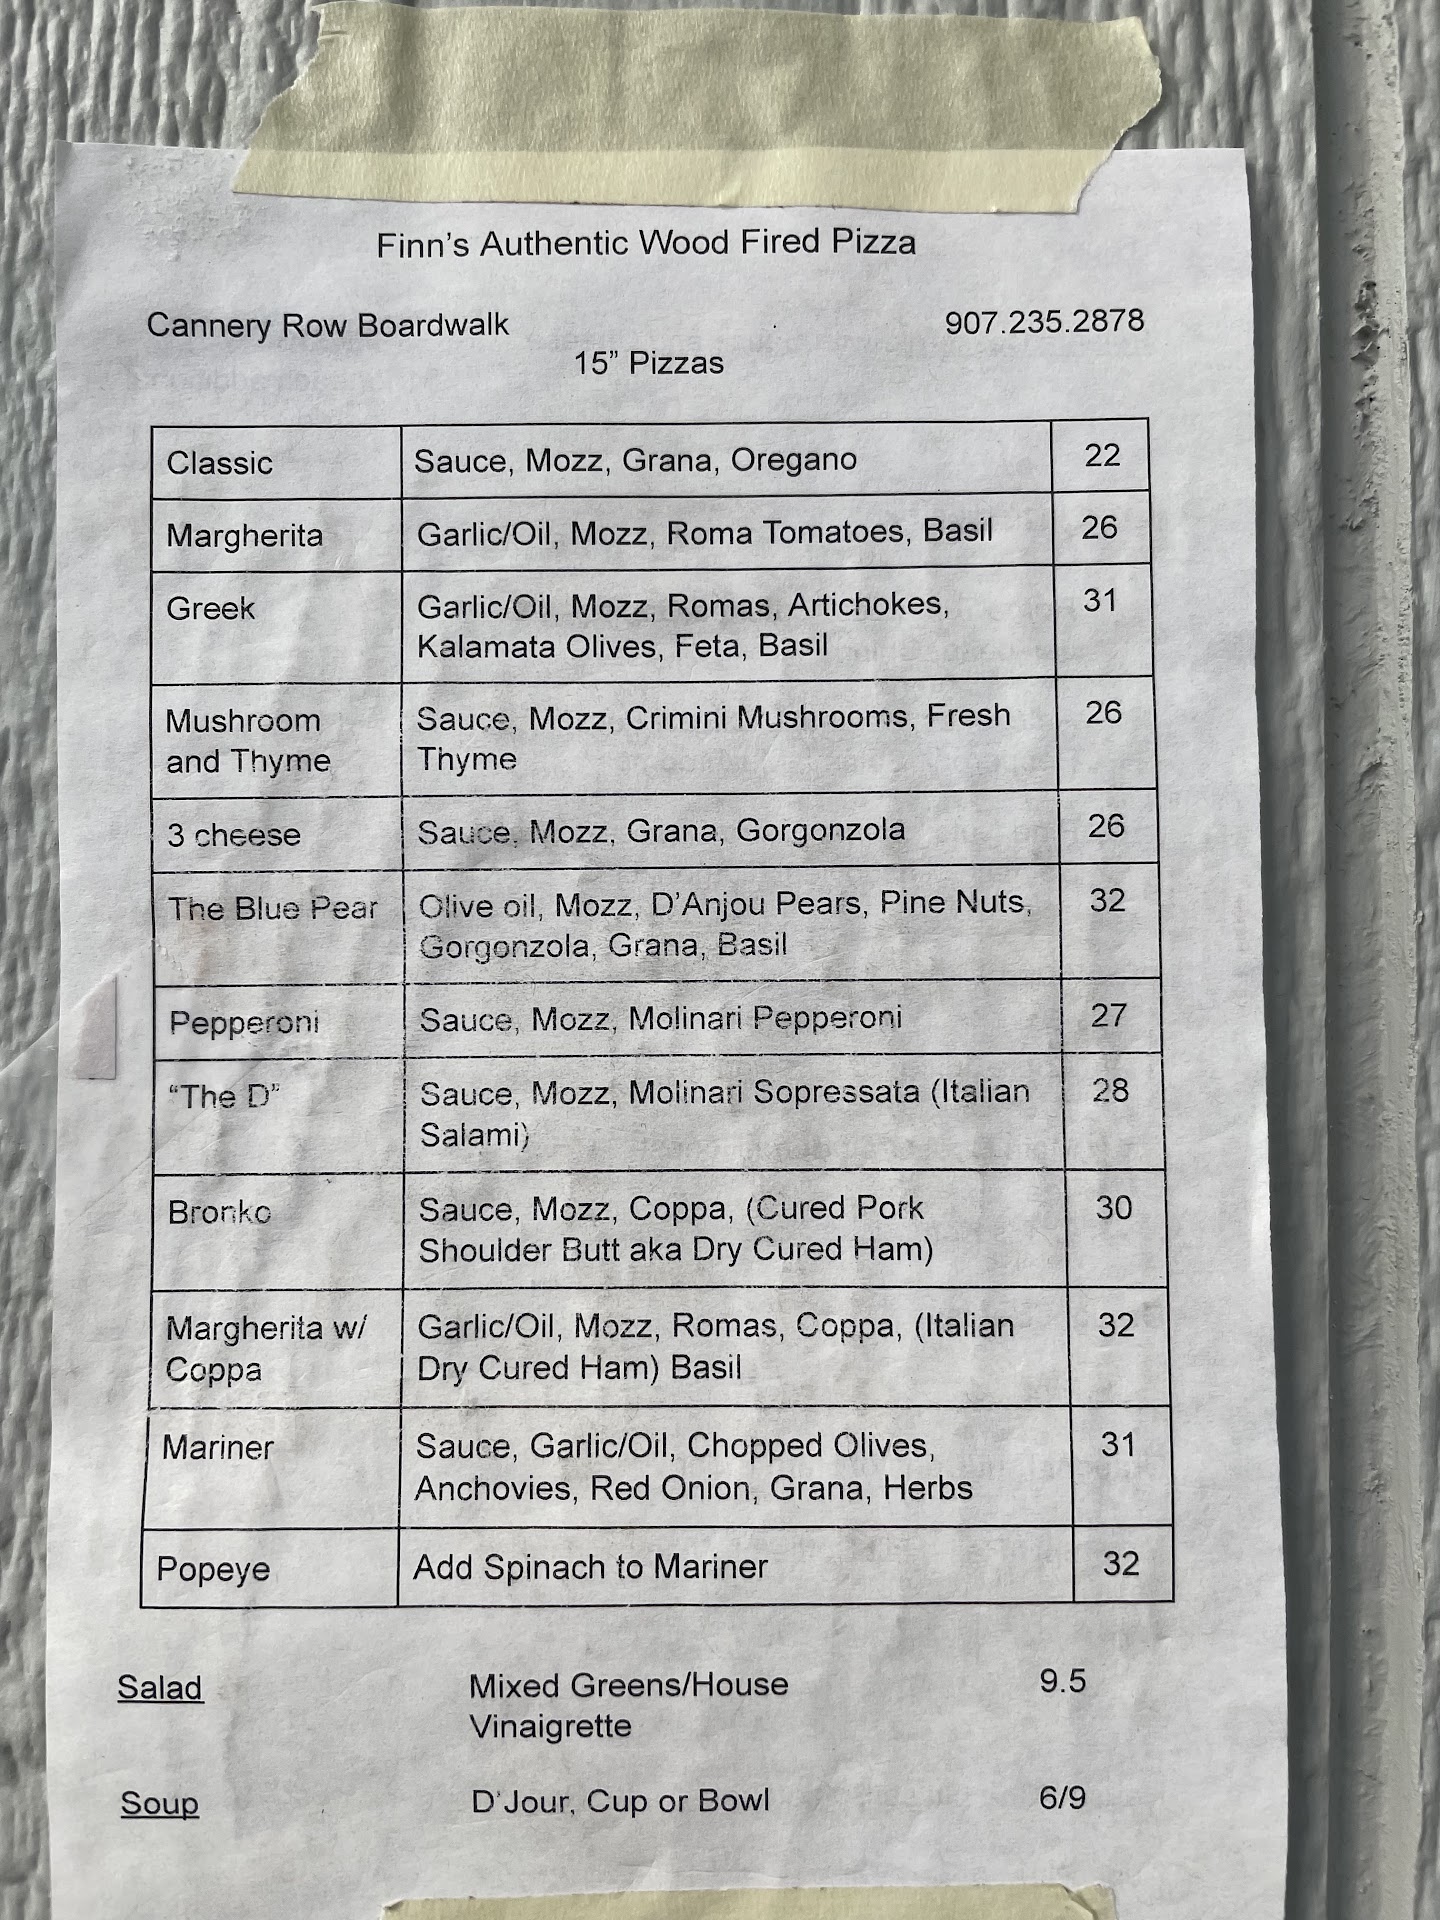 Finn's Authentic Wood Fired Pizza
Cannery Row Boardwalk 907.235.2878
15" Pizzas
Classic Sauce, Mozz, Grana, Oregano 22
Margherita Garlic/Oil, Mozz, Roma Tomatoes, Basil 26
Greek Garlic/Oil, Mozz, Romas, Artichokes, 31
Kalamata Olives, Feta, Basil
Mushroom Sauce, Mozz, Crimini Mushrooms, Fresh 26
and Thyme Thyme
3 cheese Sauce, Mozz, Grana, Gorgonzola 26
The Blue Pear Olive oil, Mozz, D'Anjou Pears, Pine Nuts, 32
Gorgonzola, Grana, Basil
Pepperoni Sauce, Mozz, Molinari Pepperoni 27
"The D" Sauce, Mozz, Molinari Sopressata (Italian 28
Salami)
Bronko Sauce, Mozz, Coppa, (Cured Pork 30
Shoulder Butt aka Dry Cured Ham)
Margherita w/ Garlic/Oil, Mozz, Romas, Coppa, (Italian 32
Coppa Dry Cured Ham) Basil
Mariner Sauce, Garlic/Oil, Chopped Olives, 31
Anchovies, Red Onion, Grana, Herbs
Popeye Add Spinach to Mariner 32
Salad Mixed Greens/House 9.5
Vinaigrette
Soup D'Jour, Cup or Bowl 6/9